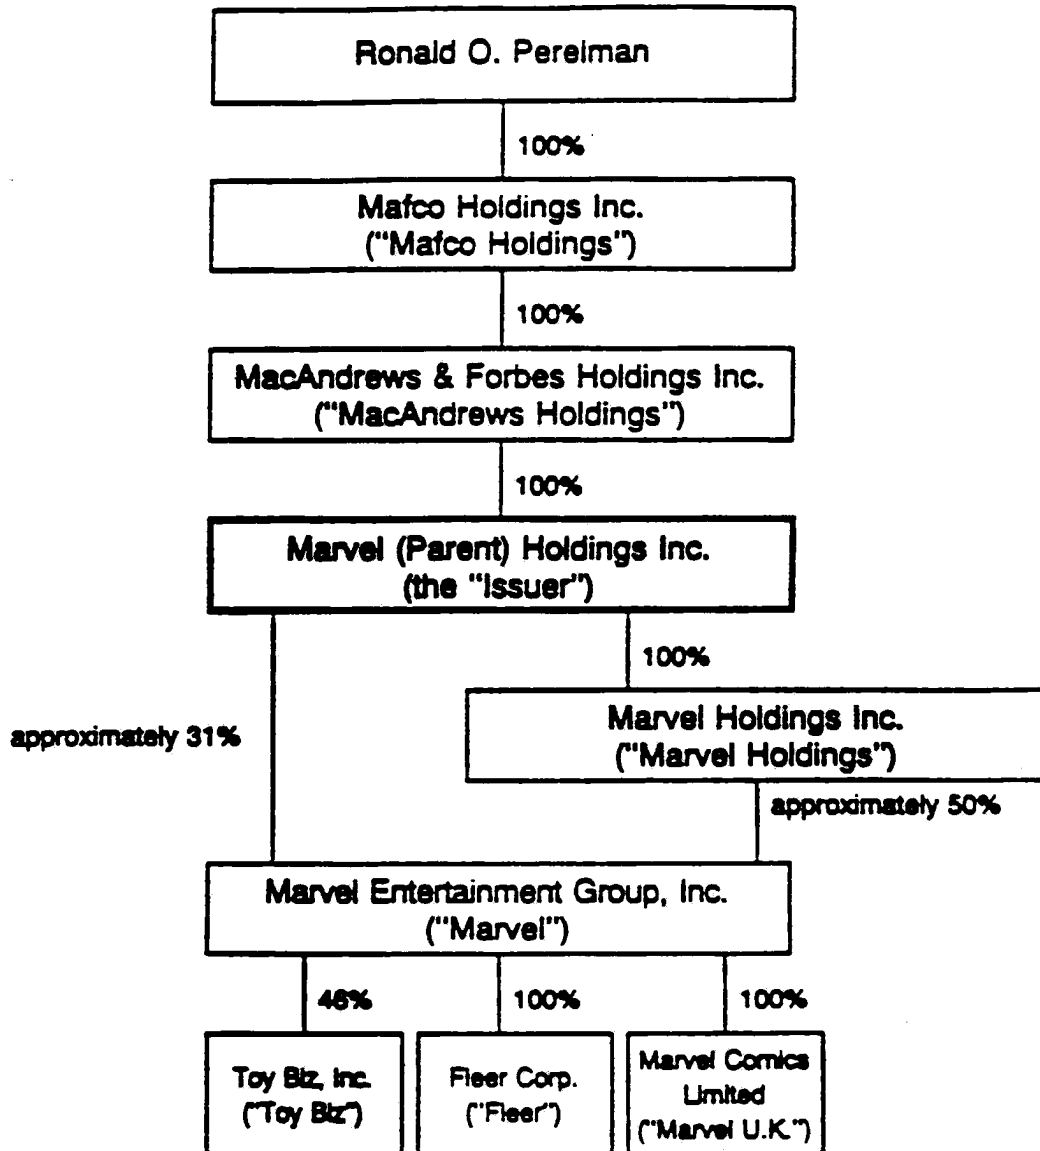 Ronald O. Perelman
100%
Mafco Holdings Inc.
("Mafco Holdings")
100%
MacAndrews & Forbes Holdings Inc.
("MacAndrews Holdings")
100%
Marvel (Parent) Holdings Inc.
(the "Issuer")
100%
approximately 31%
Marvel Holdings Inc.
("Marvel Holdings")
approximately 50%
Marvel Entertainment Group, Inc.
("Marvel")
46%
100%
100%
Toy Biz, Inc.
("Toy Biz")
Fleer Corp.
("Fleer")
Marvel Comics
Limited
("Marvel U.K.")